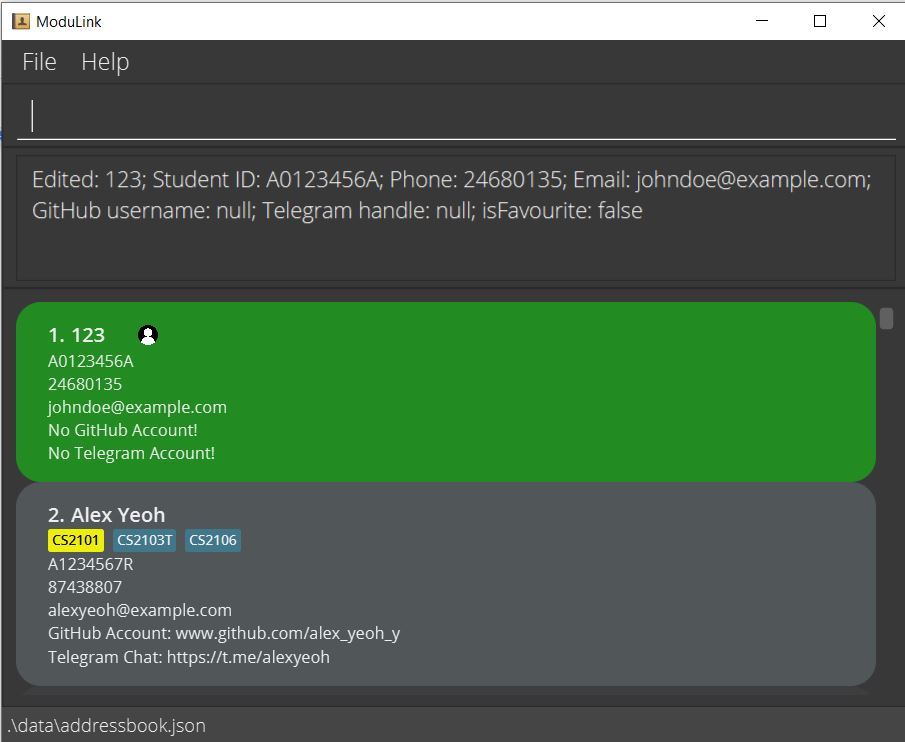 ModuLink
File Help
Edited: 123; Student ID: A0123456A; Phone: 24680135; Email: johndoe@example.com;
GitHub username: null; Telegram handle: null; isFavourite: false
1. 123
A0123456A
24680135
johndoe@example.com
No GitHub Account!
No Telegram Account!
2. Alex Yeoh
CS2101 CS2103T CS2106
A1234567R
87438807
alexyeoh@example.com
GitHub Account: www.github.com/alex_yeoh_y
Telegram Chat: https://t.me/alexyeoh
.\data\addressbook.json